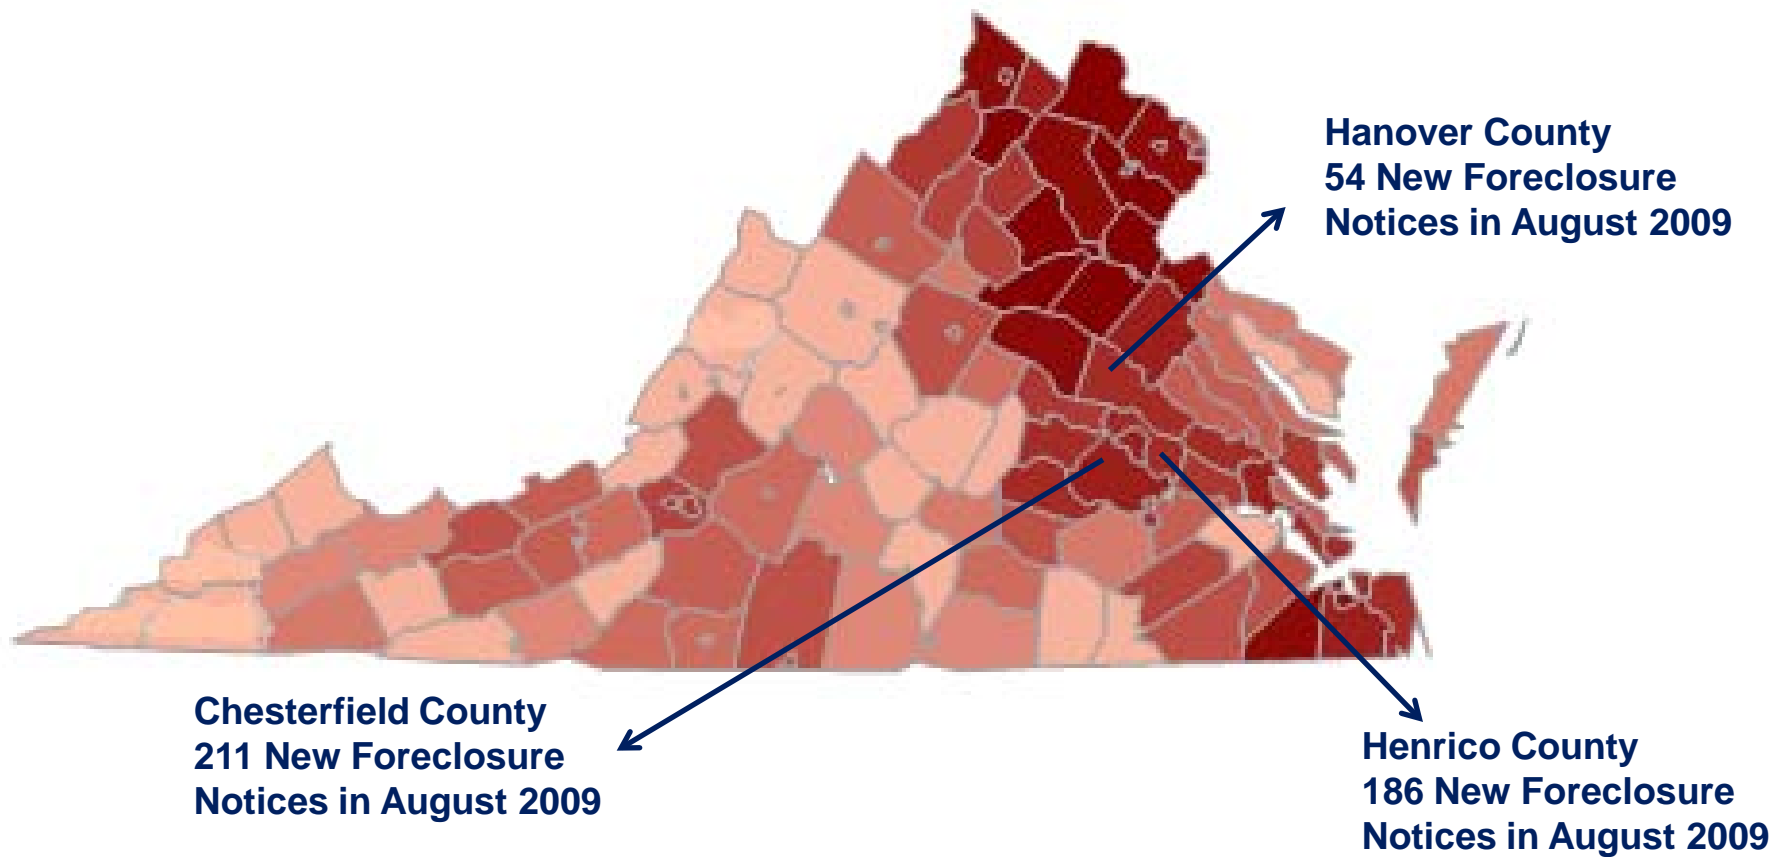 Hanover County
54 New Foreclosure
Notices in August 2009
Chesterfield County
211 New Foreclosure
Notices in August 2009
Henrico County
186 New Foreclosure
Notices in August 2009